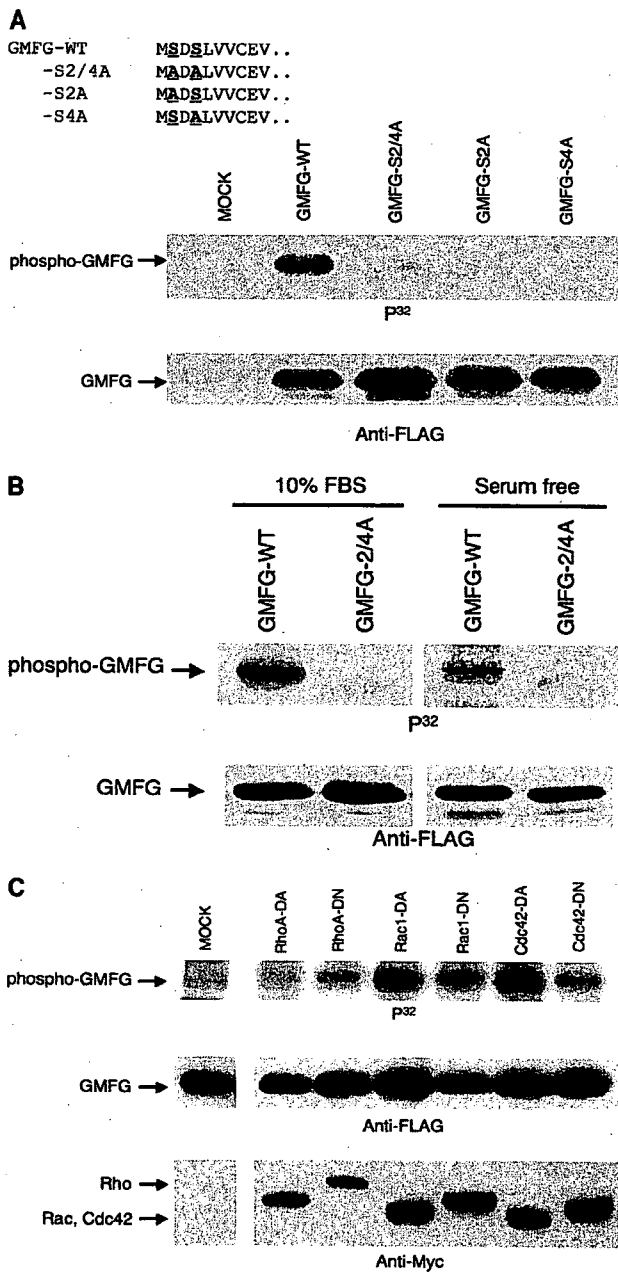 A
GMFG-WT MSDSLVVCEV..
-S2/4A MADALVVCEV..
-S2A MADSLVVCEV..
-S4A MSDALVVCEV..
MOCK
GMFG-WT
GMFG-S2/4A
GMFG-S2A
GMFG-S4A
phospho-GMFG
P32
GMFG
Anti-FLAG
B
10% FBS
Serum free
GMFG-WT
GMFG-2/4A
GMFG-WT
GMFG-2/4A
phospho-GMFG
P32
GMFG
Anti-FLAG
C
MOCK
RhoA-DA
RhoA-DN
Rac1-DA
Rac1-DN
Cdc42-DA
Cdc42-DN
phospho-GMFG
P32
GMFG
Anti-FLAG
Rho
Rac, Cdc42
Anti-Myc